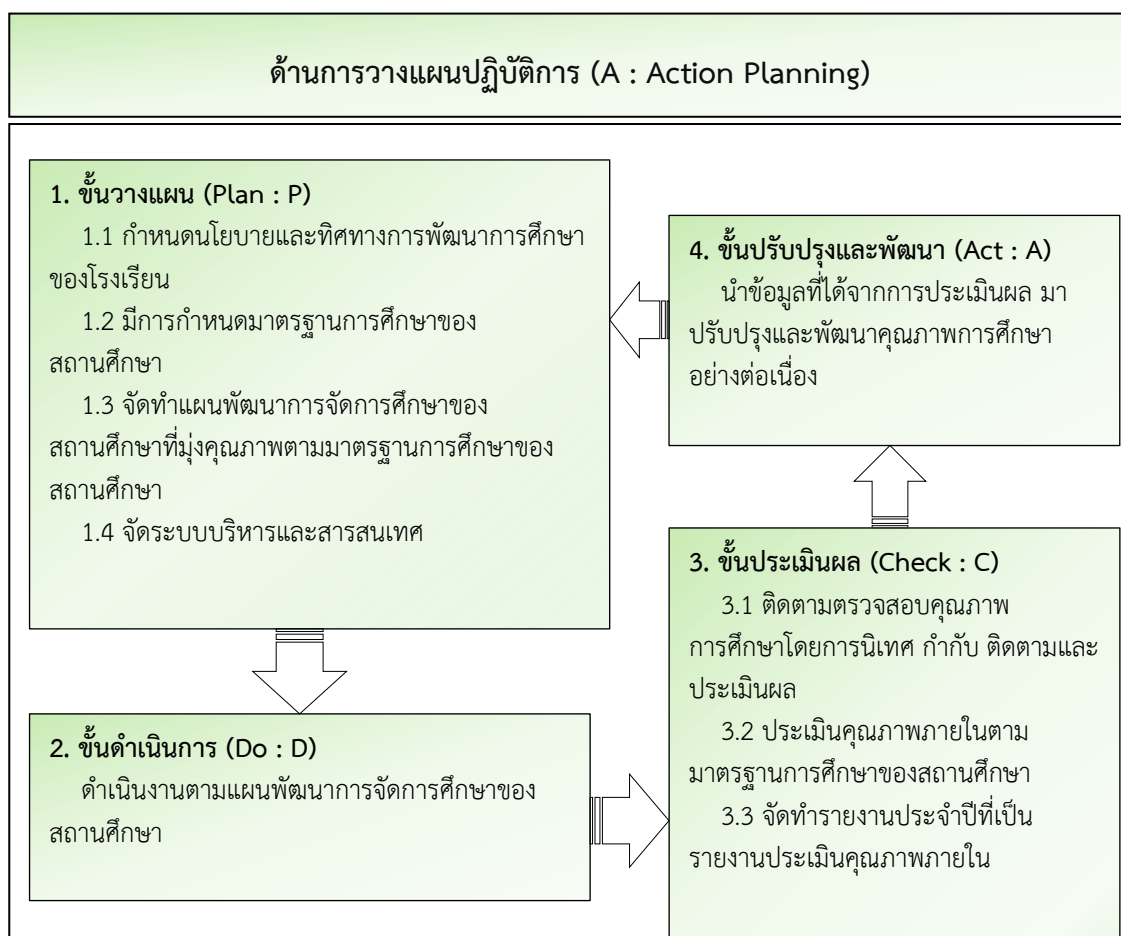 ด้านการวางแผนปฏิบัติการ (A : Action Planning)
1. ขั้นวางแผน (Plan : P)
1.1 กำหนดนโยบายและทิศทางการพัฒนาการศึกษา
ของโรงเรียน
1.2 มีการกำหนดมาตรฐานการศึกษาของ
สถานศึกษา
1.3 จัดทำแผนพัฒนาการจัดการศึกษาของ
สถานศึกษาที่มุ่งคุณภาพตามมาตรฐานการศึกษาของ
สถานศึกษา
1.4 จัดระบบบริหารและสารสนเทศ
2. ขั้นดำเนินการ (Do : D)
ดำเนินงานตามแผนพัฒนาการจัดการศึกษาของ
สถานศึกษา
3. ขั้นประเมินผล (Check : C)
3.1 ติดตามตรวจสอบคุณภาพ
การศึกษาโดยการนิเทศ กำกับ ติดตามและ
ประเมินผล
3.2 ประเมินคุณภาพภายในตาม
มาตรฐานการศึกษาของสถานศึกษา
3.3 จัดทำรายงานประจำปีที่เป็น
รายงานประเมินคุณภาพภายใน
4. ขั้นปรับปรุงและพัฒนา (Act : A)
นำข้อมูลที่ได้จากการประเมินผล มา
ปรับปรุงและพัฒนาคุณภาพการศึกษา
อย่างต่อเนื่อง